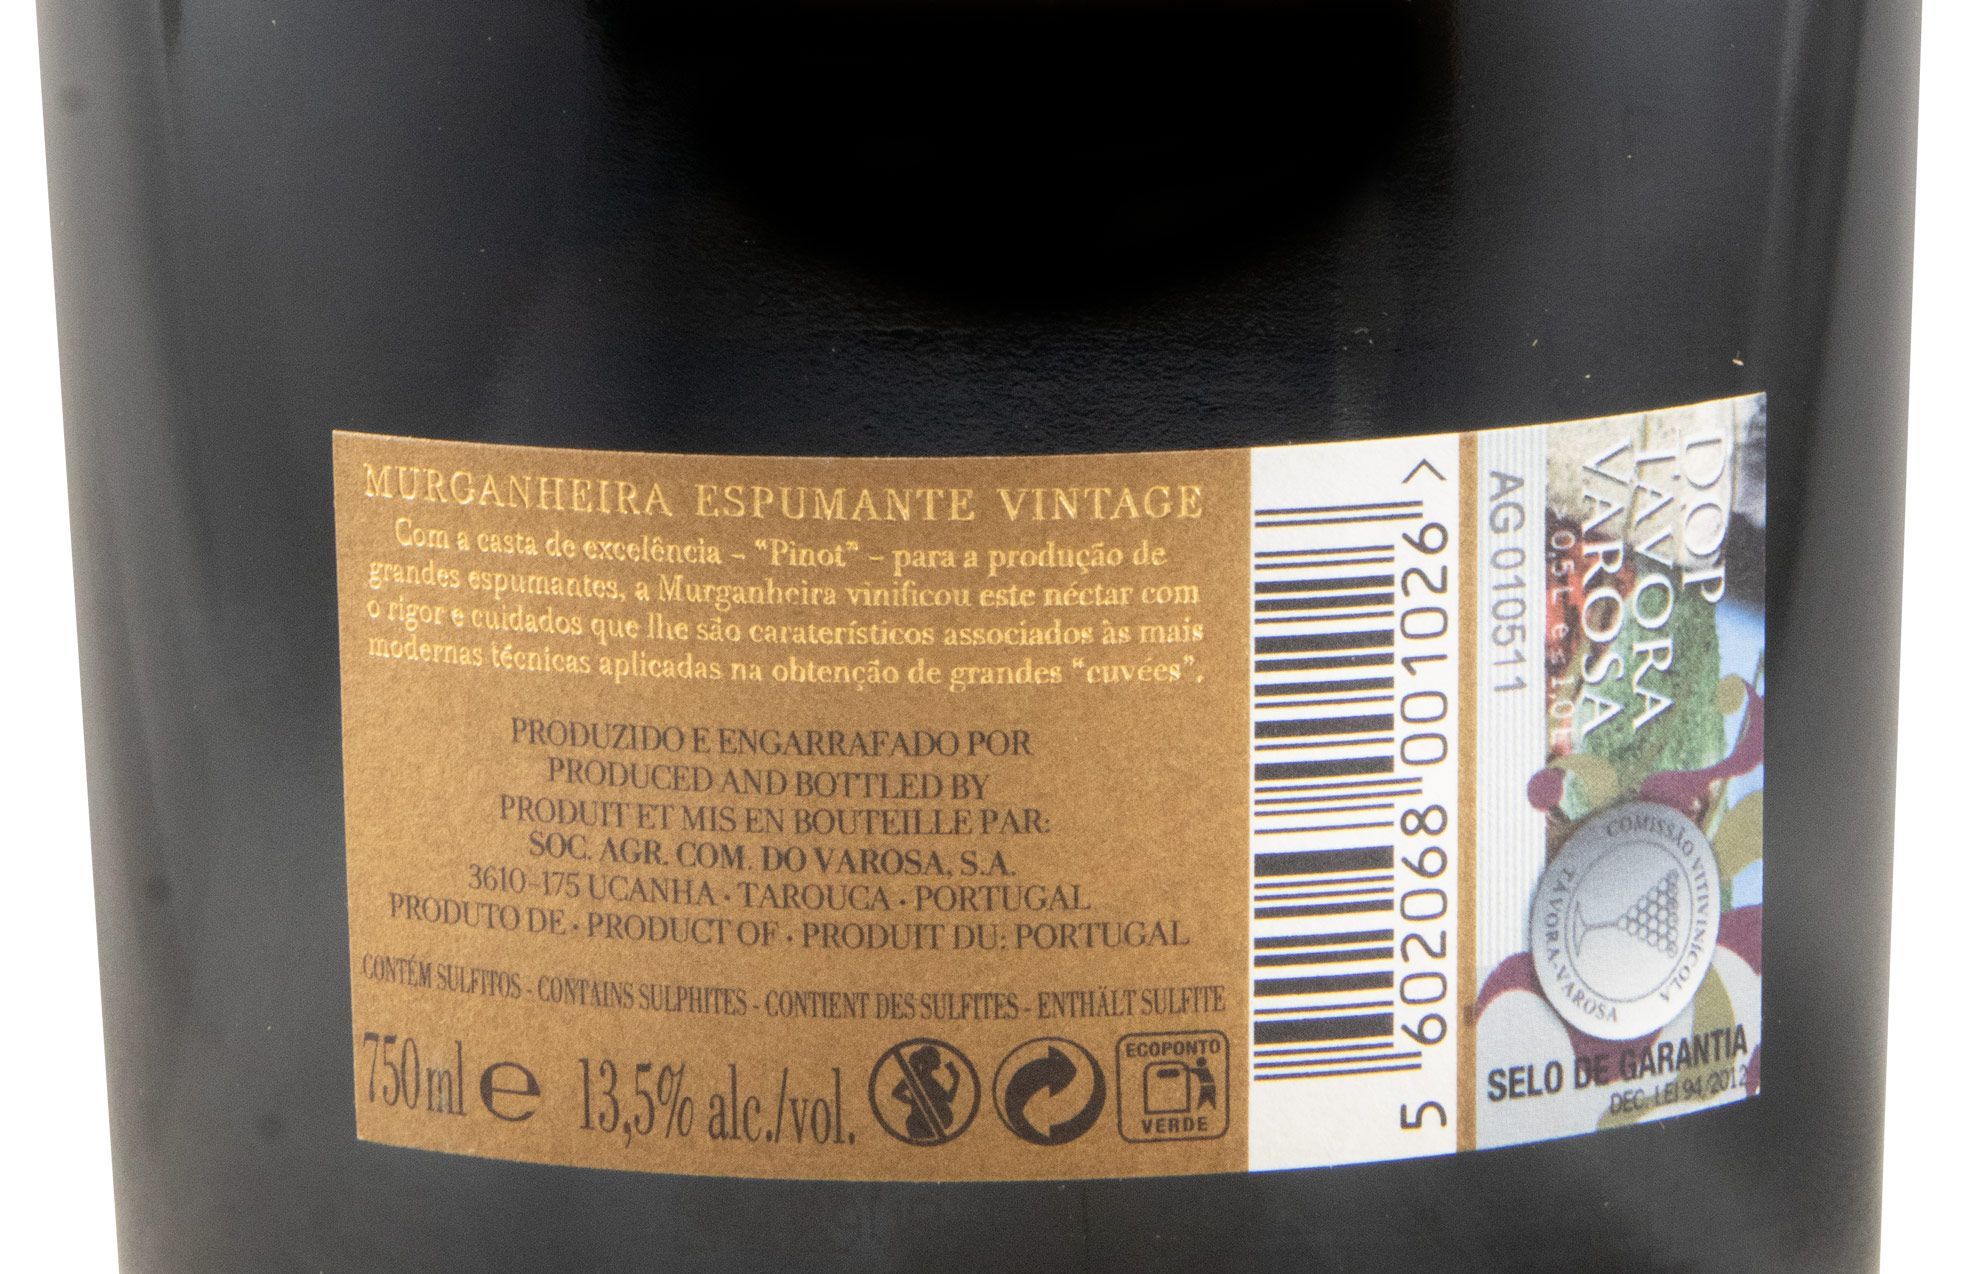 MURGANHEIRA ESPUMANTE VINTAGE
Com a casta de excelência – “Pinot” – para a produção de
grandes espumantes, a Murganheira vinificou este néctar com
o rigor e cuidados que lhe são caraterísticos associados às mais
modernas técnicas aplicadas na obtenção de grandes “cuvées”.
PRODUZIDO E ENGARRAFADO POR
PRODUCED AND BOTTLED BY
PRODUIT ET MIS EN BOUTEILLE PAR:
SOC. AGR. COM. DO VAROSA, S.A.
3610-175 UCANHA · TAROUCA · PORTUGAL
PRODUTO DE · PRODUCT OF · PRODUIT DU: PORTUGAL
CONTÉM SULFITOS - CONTAINS SULPHITES - CONTIENT DES SULFITES - ENTHÄLT SULFITE
750 ml e 13,5% alc./vol.
ECOPONTO
VERDE
5 602068 001026 >
AG 010511
DOP
TAVORA
VAROSA
0,5L e ≤ 1,0L
COMISSÃO VITIVINÍCOLA
TÁVORA-VAROSA
SELO DE GARANTIA
DEC. LEI 94/2012